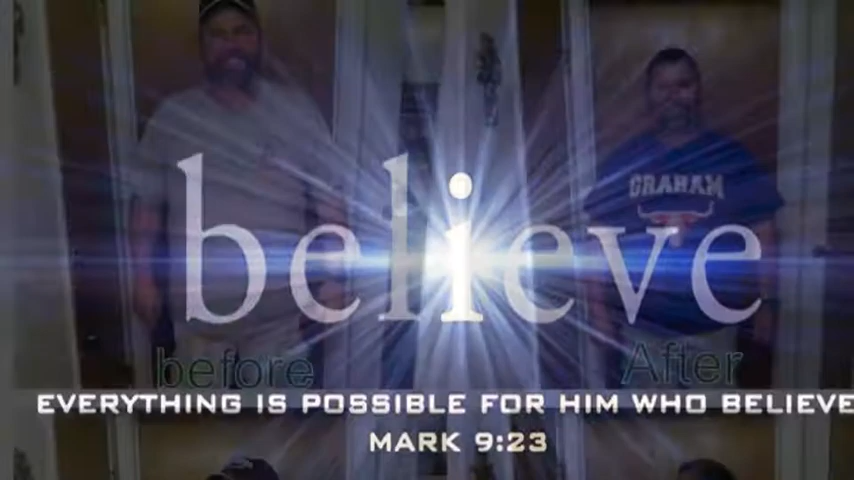 GRAHAM
believe
before After
EVERYTHING IS POSSIBLE FOR HIM WHO BELIEVE
MARK 9:23